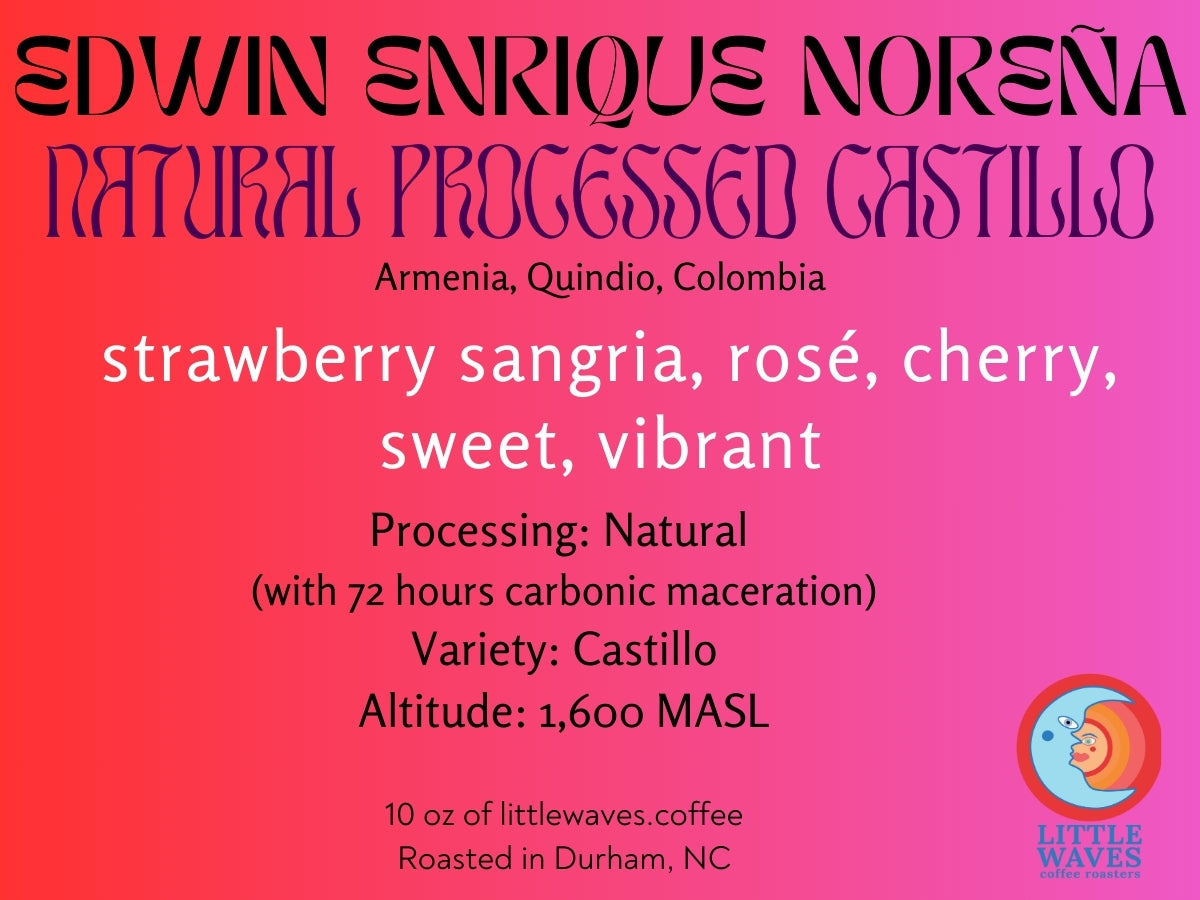 EDWIN ENRIQUE NOREÑA
NATURAL PROCESSED CASTILLO
Armenia, Quindio, Colombia
strawberry sangria, rosé, cherry,
sweet, vibrant
Processing: Natural
(with 72 hours carbonic maceration)
Variety: Castillo
Altitude: 1,600 MASL
10 oz of littlewaves.coffee
Roasted in Durham, NC
LITTLE
WAVES
coffee roasters